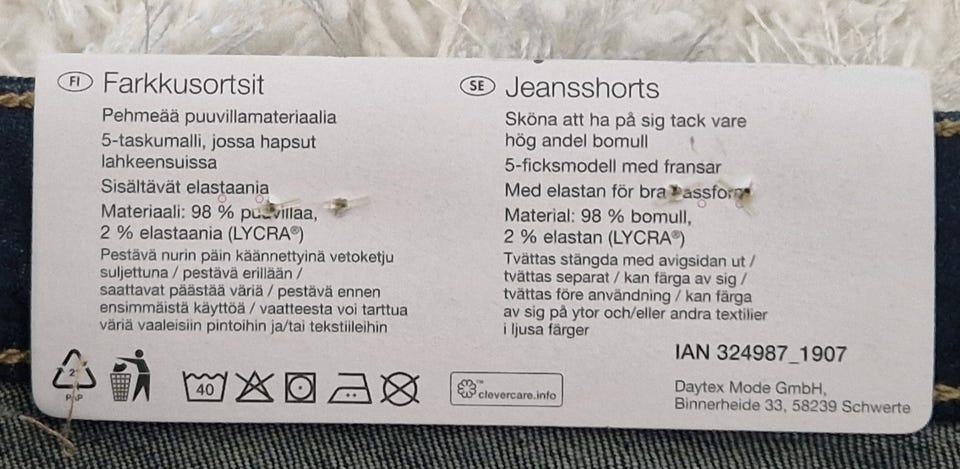 FI Farkkusortsit
Pehmeää puuvillamateriaalia
5-taskumalli, jossa hapsut
lahkeensuissa
Sisältävät elastaania
Materiaali: 98 % puuvillaa,
2 % elastaania (LYCRA®)
Pestävä nurin päin käännettyinä vetoketju
suljettuna / pestävä erillään /
saattavat päästää väriä / pestävä ennen
ensimmäistä käyttöä / vaatteesta voi tarttua
väriä vaaleisiin pintoihin ja/tai tekstiileihin
SE Jeansshorts
Sköna att ha på sig tack vare
hög andel bomull
5-ficksmodell med fransar
Med elastan för bra passform
Material: 98 % bomull,
2 % elastan (LYCRA®)
Tvättas stängda med avigsidan ut /
tvättas separat / kan färga av sig /
tvättas före användning / kan färga
av sig på ytor och/eller andra textilier
i ljusa färger
IAN 324987_1907
PAP
40
™ clevercare.info
Daytex Mode GmbH,
Binnerheide 33, 58239 Schwerte